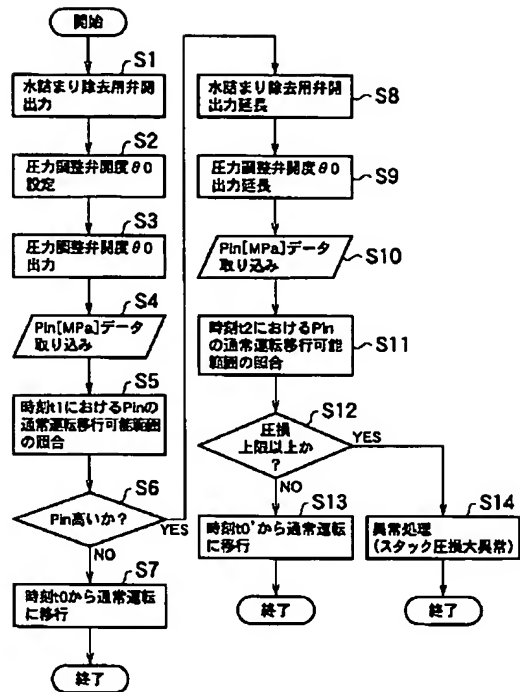 開始
S1
水詰まり除去用弁開
出力
S2
圧力調整弁開度θ0
設定
S3
圧力調整弁開度θ0
出力
S4
Pin[MPa]データ
取り込み
S5
時刻t1におけるPinの
通常運転移行可能範囲
の照合
S6
Pin高いか?
YES
NO
S7
時刻t0から通常運転
に移行
終了
S8
水詰まり除去用弁開
出力延長
S9
圧力調整弁開度θ0
出力延長
S10
Pin[MPa]データ
取り込み
S11
時刻t2におけるPin
の通常運転移行可能
範囲の照合
S12
圧損
上限以上か
?
YES
NO
S13
時刻t0'から通常運転
に移行
終了
S14
異常処理
(スタック圧損大異常)
終了